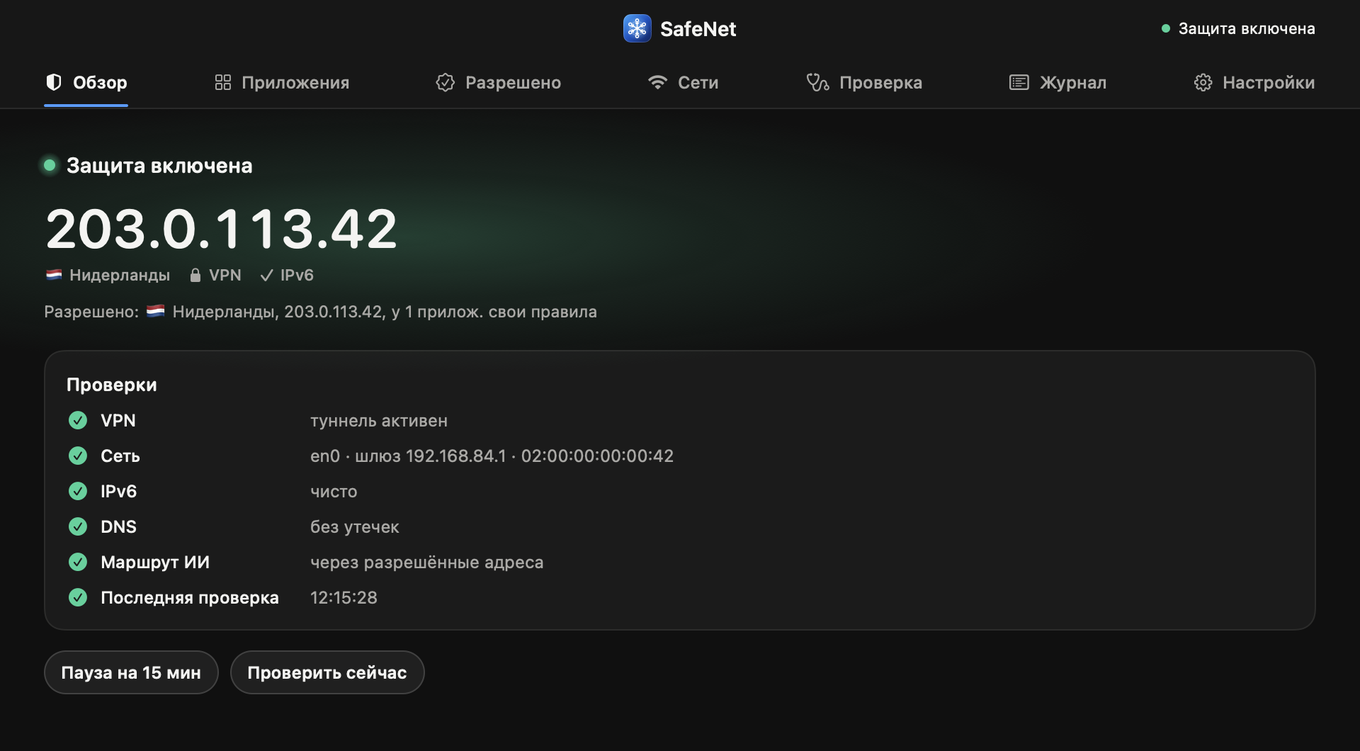 SafeNet
Защита включена
Обзор Приложения Разрешено Сети Проверка Журнал Настройки
Защита включена
203.0.113.42
Нидерланды VPN IPv6
Разрешено: Нидерланды, 203.0.113.42, у 1 прилож. свои правила
Проверки
VPN туннель активен
Сеть en0 · шлюз 192.168.84.1 · 02:00:00:00:00:42
IPv6 чисто
DNS без утечек
Маршрут ИИ через разрешённые адреса
Последняя проверка 12:15:28
Пауза на 15 мин Проверить сейчас